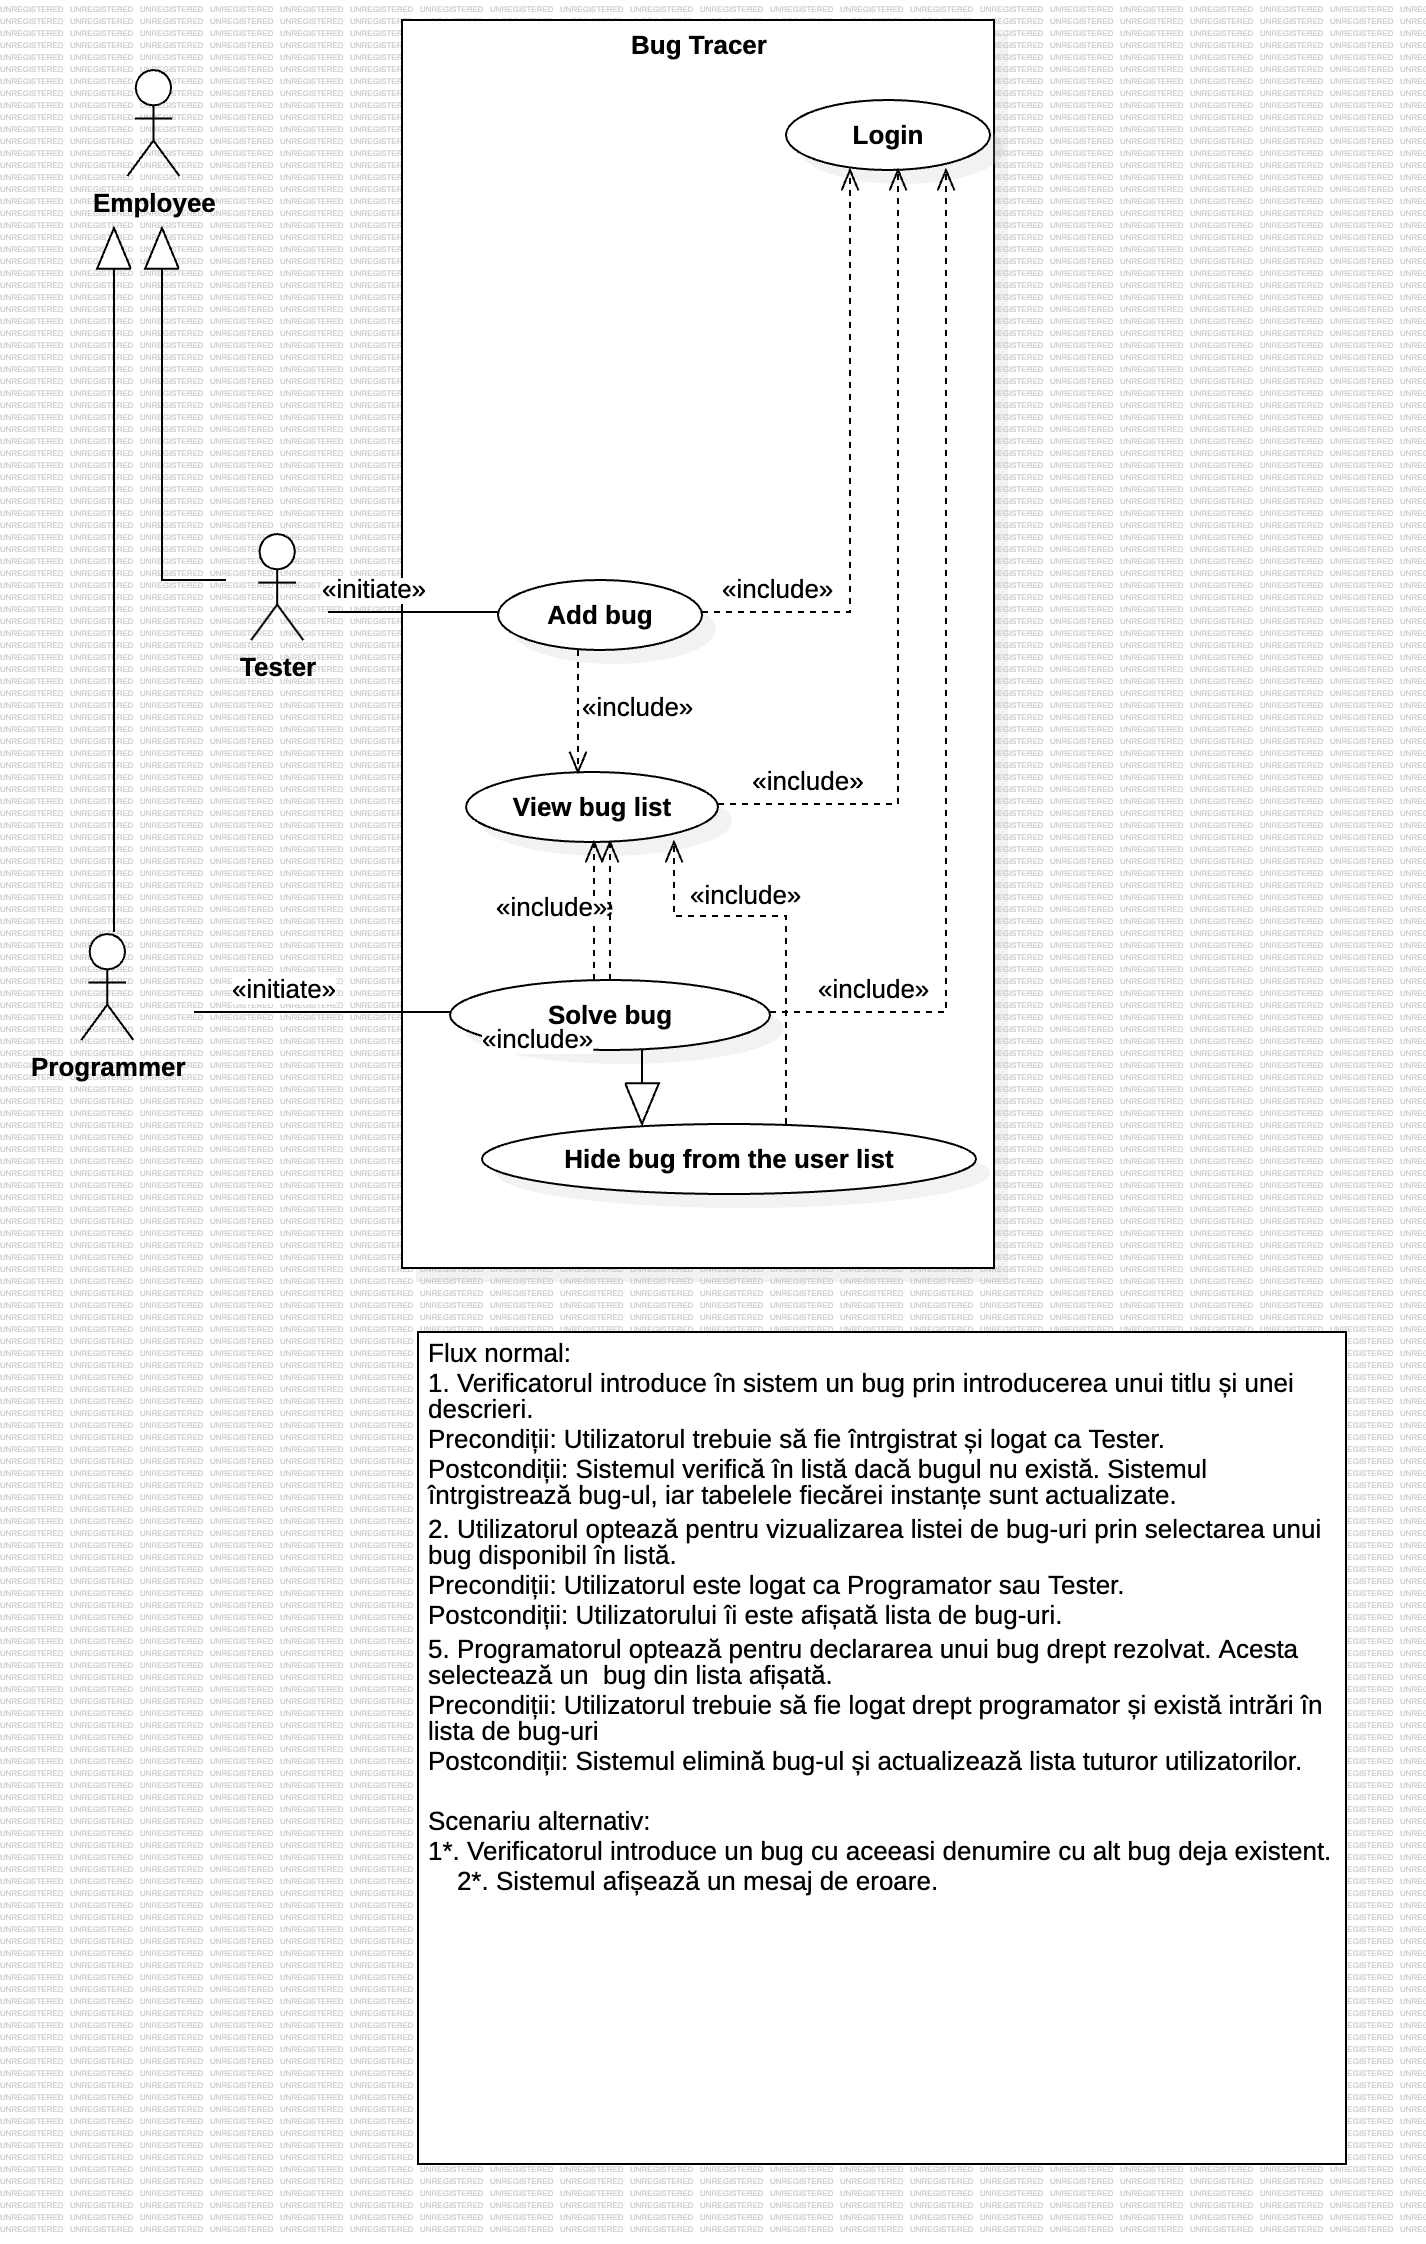 Bug Tracer
Login
Employee
«initiate»
Add bug
«include»
Tester
«include»
View bug list
«include»
«include»
«include»
«initiate»
Solve bug
«include»
«include»
Programmer
Hide bug from the user list
Flux normal:
1. Verificatorul introduce în sistem un bug prin introducerea unui titlu și unei
descrieri.
Precondiții: Utilizatorul trebuie să fie întrgistrat și logat ca Tester.
Postcondiții: Sistemul verifică în listă dacă bugul nu există. Sistemul
întrgistrează bug-ul, iar tabelele fiecărei instanțe sunt actualizate.
2. Utilizatorul optează pentru vizualizarea listei de bug-uri prin selectarea unui
bug disponibil în listă.
Precondiții: Utilizatorul este logat ca Programator sau Tester.
Postcondiții: Utilizatorului îi este afișată lista de bug-uri.
5. Programatorul optează pentru declararea unui bug drept rezolvat. Acesta
selectează un  bug din lista afișată.
Precondiții: Utilizatorul trebuie să fie logat drept programator și există intrări în
lista de bug-uri
Postcondiții: Sistemul elimină bug-ul și actualizează lista tuturor utilizatorilor.
Scenariu alternativ:
1*. Verificatorul introduce un bug cu aceeasi denumire cu alt bug deja existent.
2*. Sistemul afișează un mesaj de eroare.
UNREGISTERED